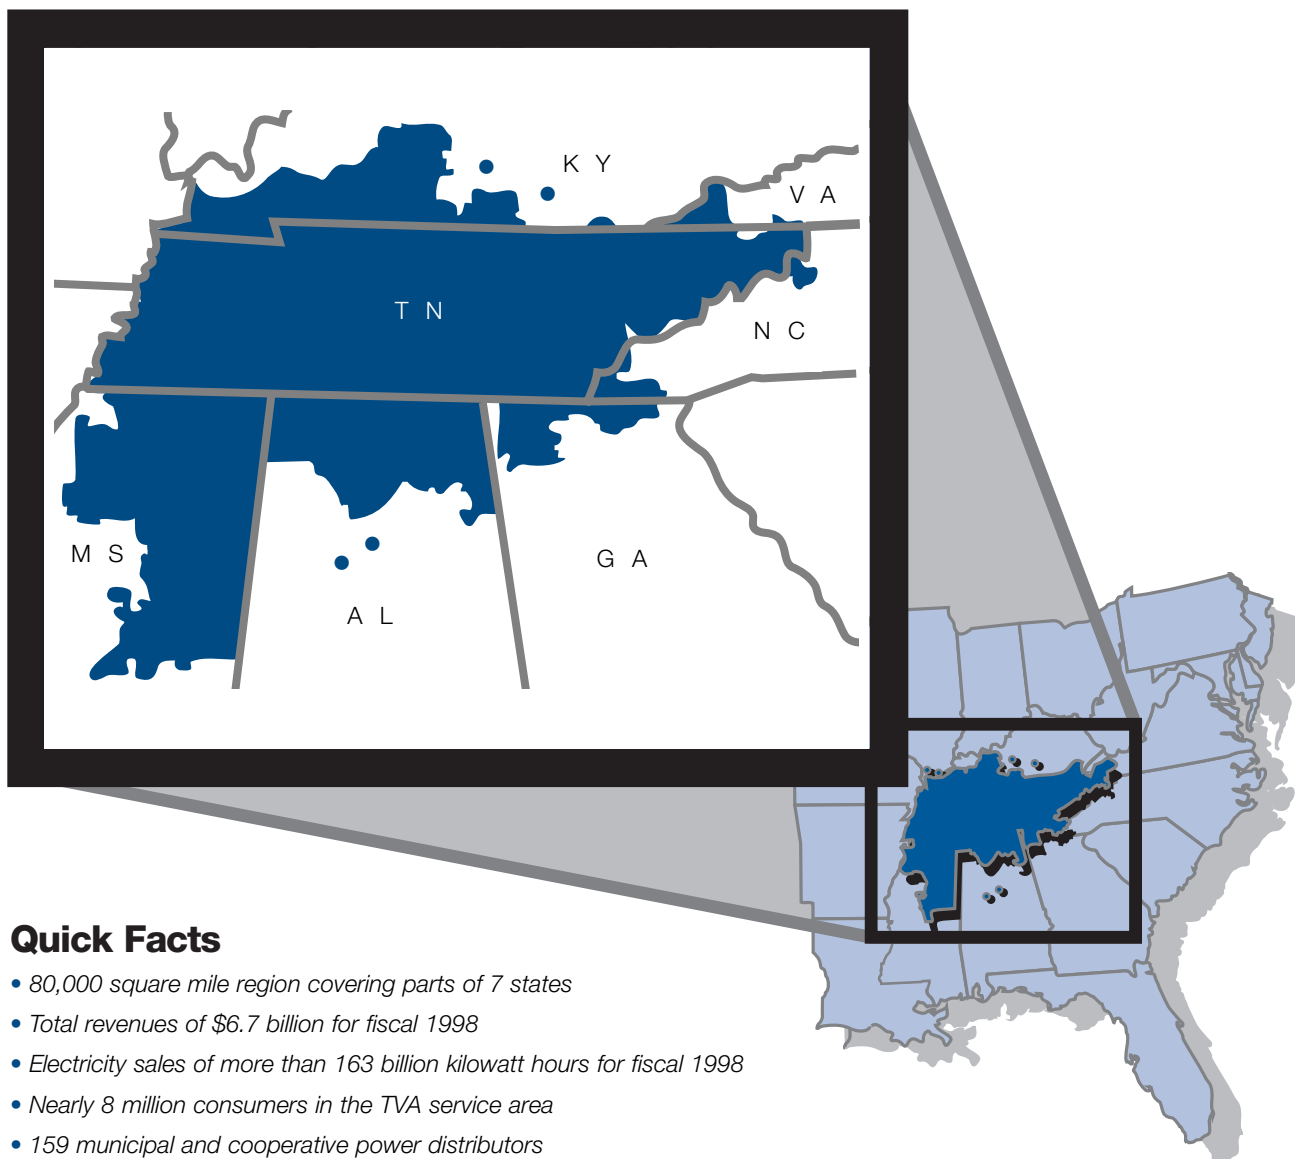 K Y
V A
T N
N C
M S
G A
A L
Quick Facts
• 80,000 square mile region covering parts of 7 states
• Total revenues of $6.7 billion for fiscal 1998
• Electricity sales of more than 163 billion kilowatt hours for fiscal 1998
• Nearly 8 million consumers in the TVA service area
• 159 municipal and cooperative power distributors